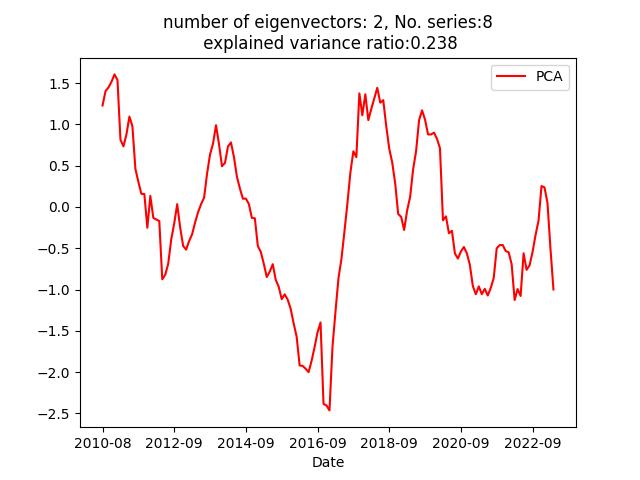 number of eigenvectors: 2, No. series:8
explained variance ratio:0.238
PCA
1.5
1.0
0.5
0.0
−0.5
−1.0
−1.5
−2.0
−2.5
2010-08 2012-09 2014-09 2016-09 2018-09 2020-09 2022-09
Date